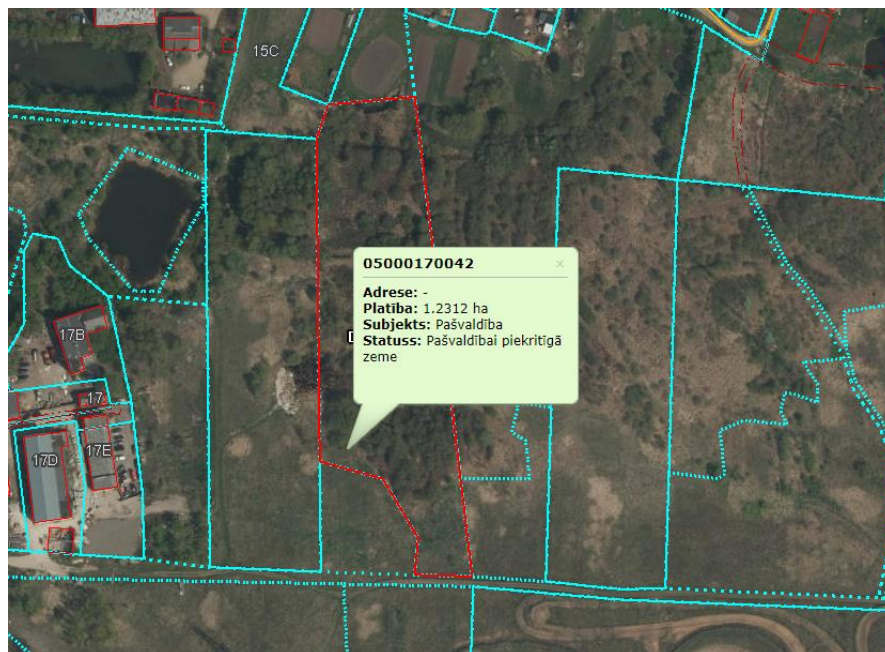 15C
05000170042 ×
Adrese: -
Platība: 1.2312 ha
Subjekts: Pašvaldība
Statuss: Pašvaldībai piekritīgā
zeme
17B
17
17D
17E